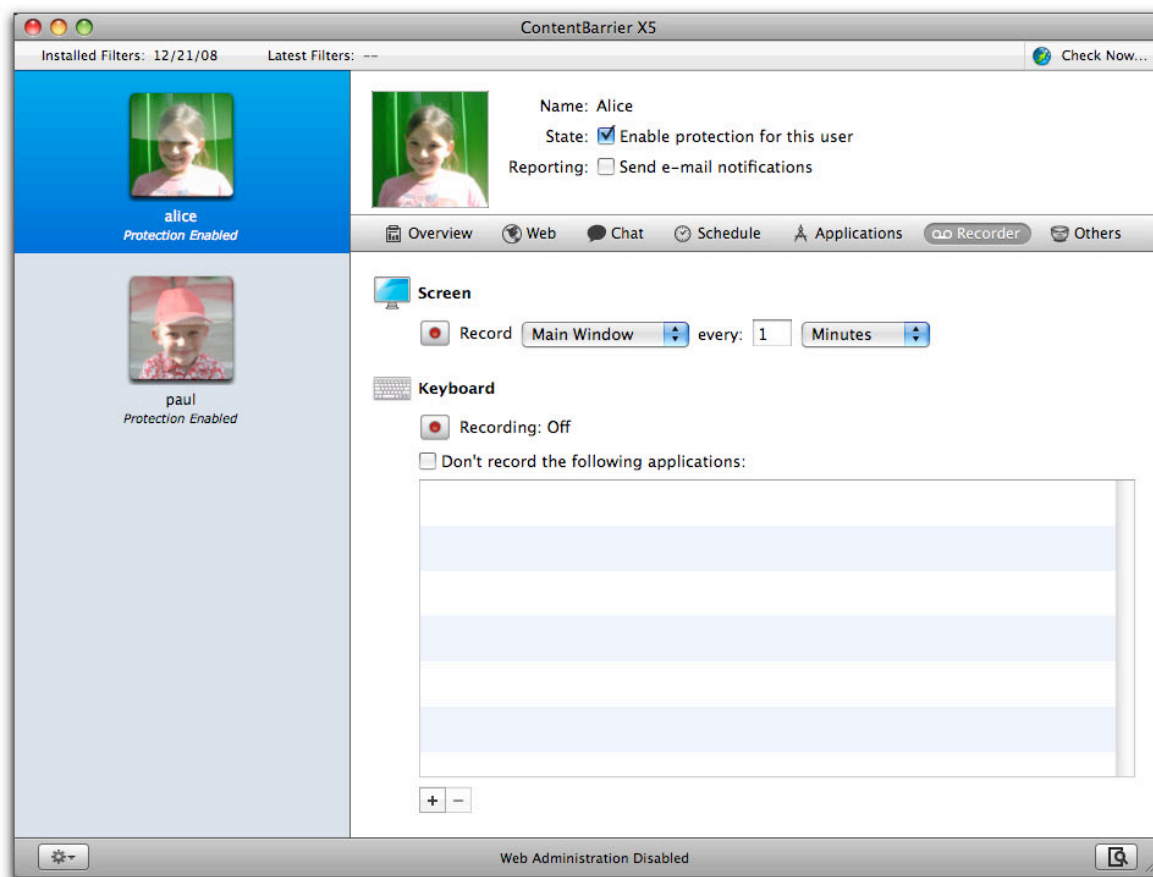 ContentBarrier X5
Installed Filters: 12/21/08 Latest Filters: -- Check Now...
alice
Protection Enabled
paul
Protection Enabled
Name: Alice
State: Enable protection for this user
Reporting: Send e-mail notifications
Overview Web Chat Schedule Applications Recorder Others
Screen
Record Main Window every: 1 Minutes
Keyboard
Recording: Off
Don't record the following applications:
+ −
Web Administration Disabled